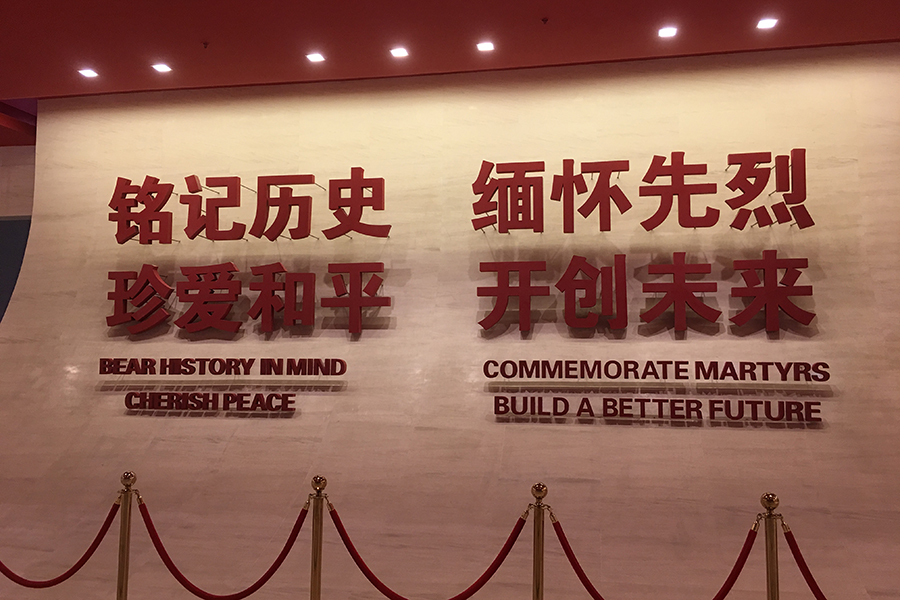 铭记历史 缅怀先烈
珍爱和平 开创未来
BEAR HISTORY IN MIND COMMEMORATE MARTYRS
CHERISH PEACE BUILD A BETTER FUTURE